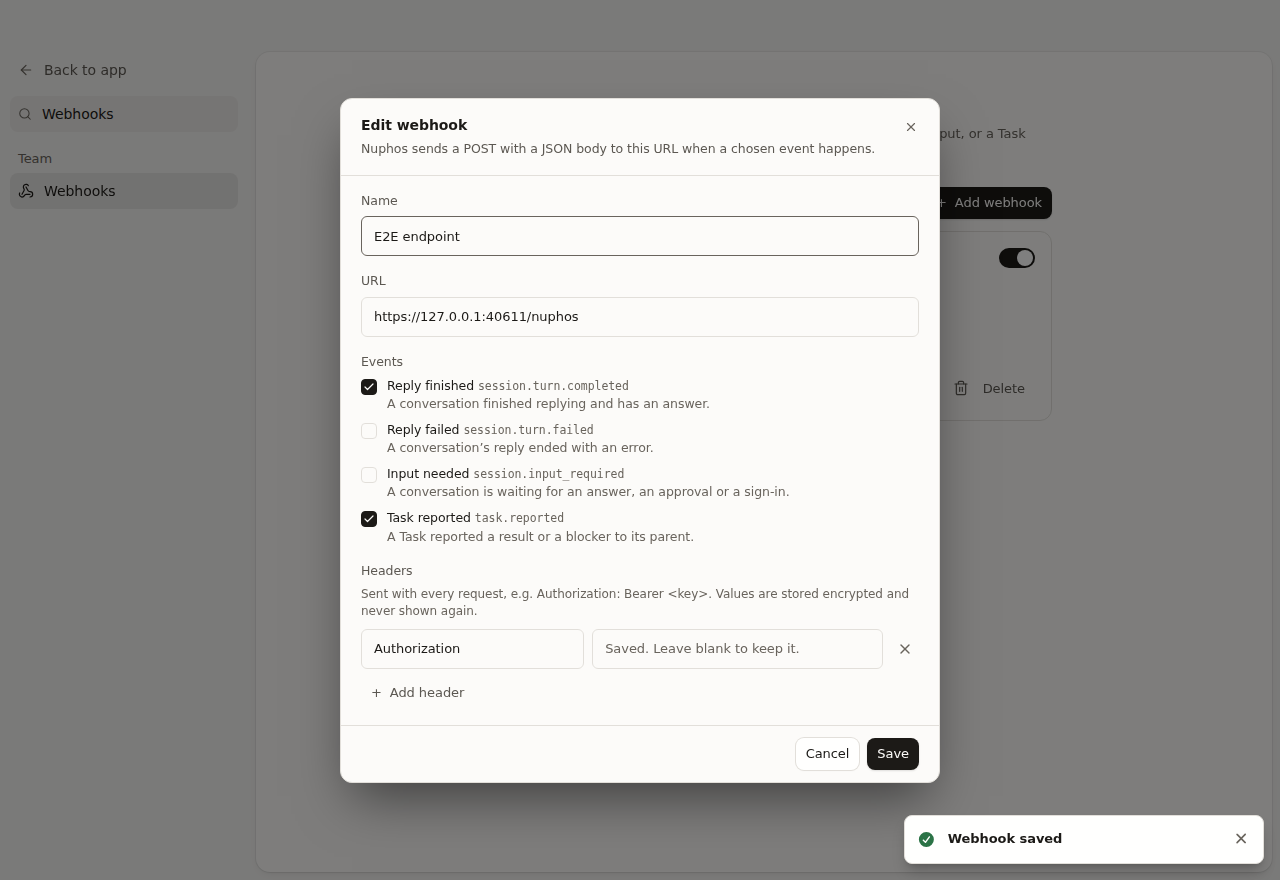 Back to app
Webhooks
Team
Webhooks
put, or a Task
+ Add webhook
Delete
Edit webhook
Nuphos sends a POST with a JSON body to this URL when a chosen event happens.
Name
E2E endpoint
URL
https://127.0.0.1:40611/nuphos
Events
Reply finished session.turn.completed
A conversation finished replying and has an answer.
Reply failed session.turn.failed
A conversation’s reply ended with an error.
Input needed session.input_required
A conversation is waiting for an answer, an approval or a sign-in.
Task reported task.reported
A Task reported a result or a blocker to its parent.
Headers
Sent with every request, e.g. Authorization: Bearer <key>. Values are stored encrypted and
never shown again.
Authorization
Saved. Leave blank to keep it.
+ Add header
Cancel
Save
Webhook saved